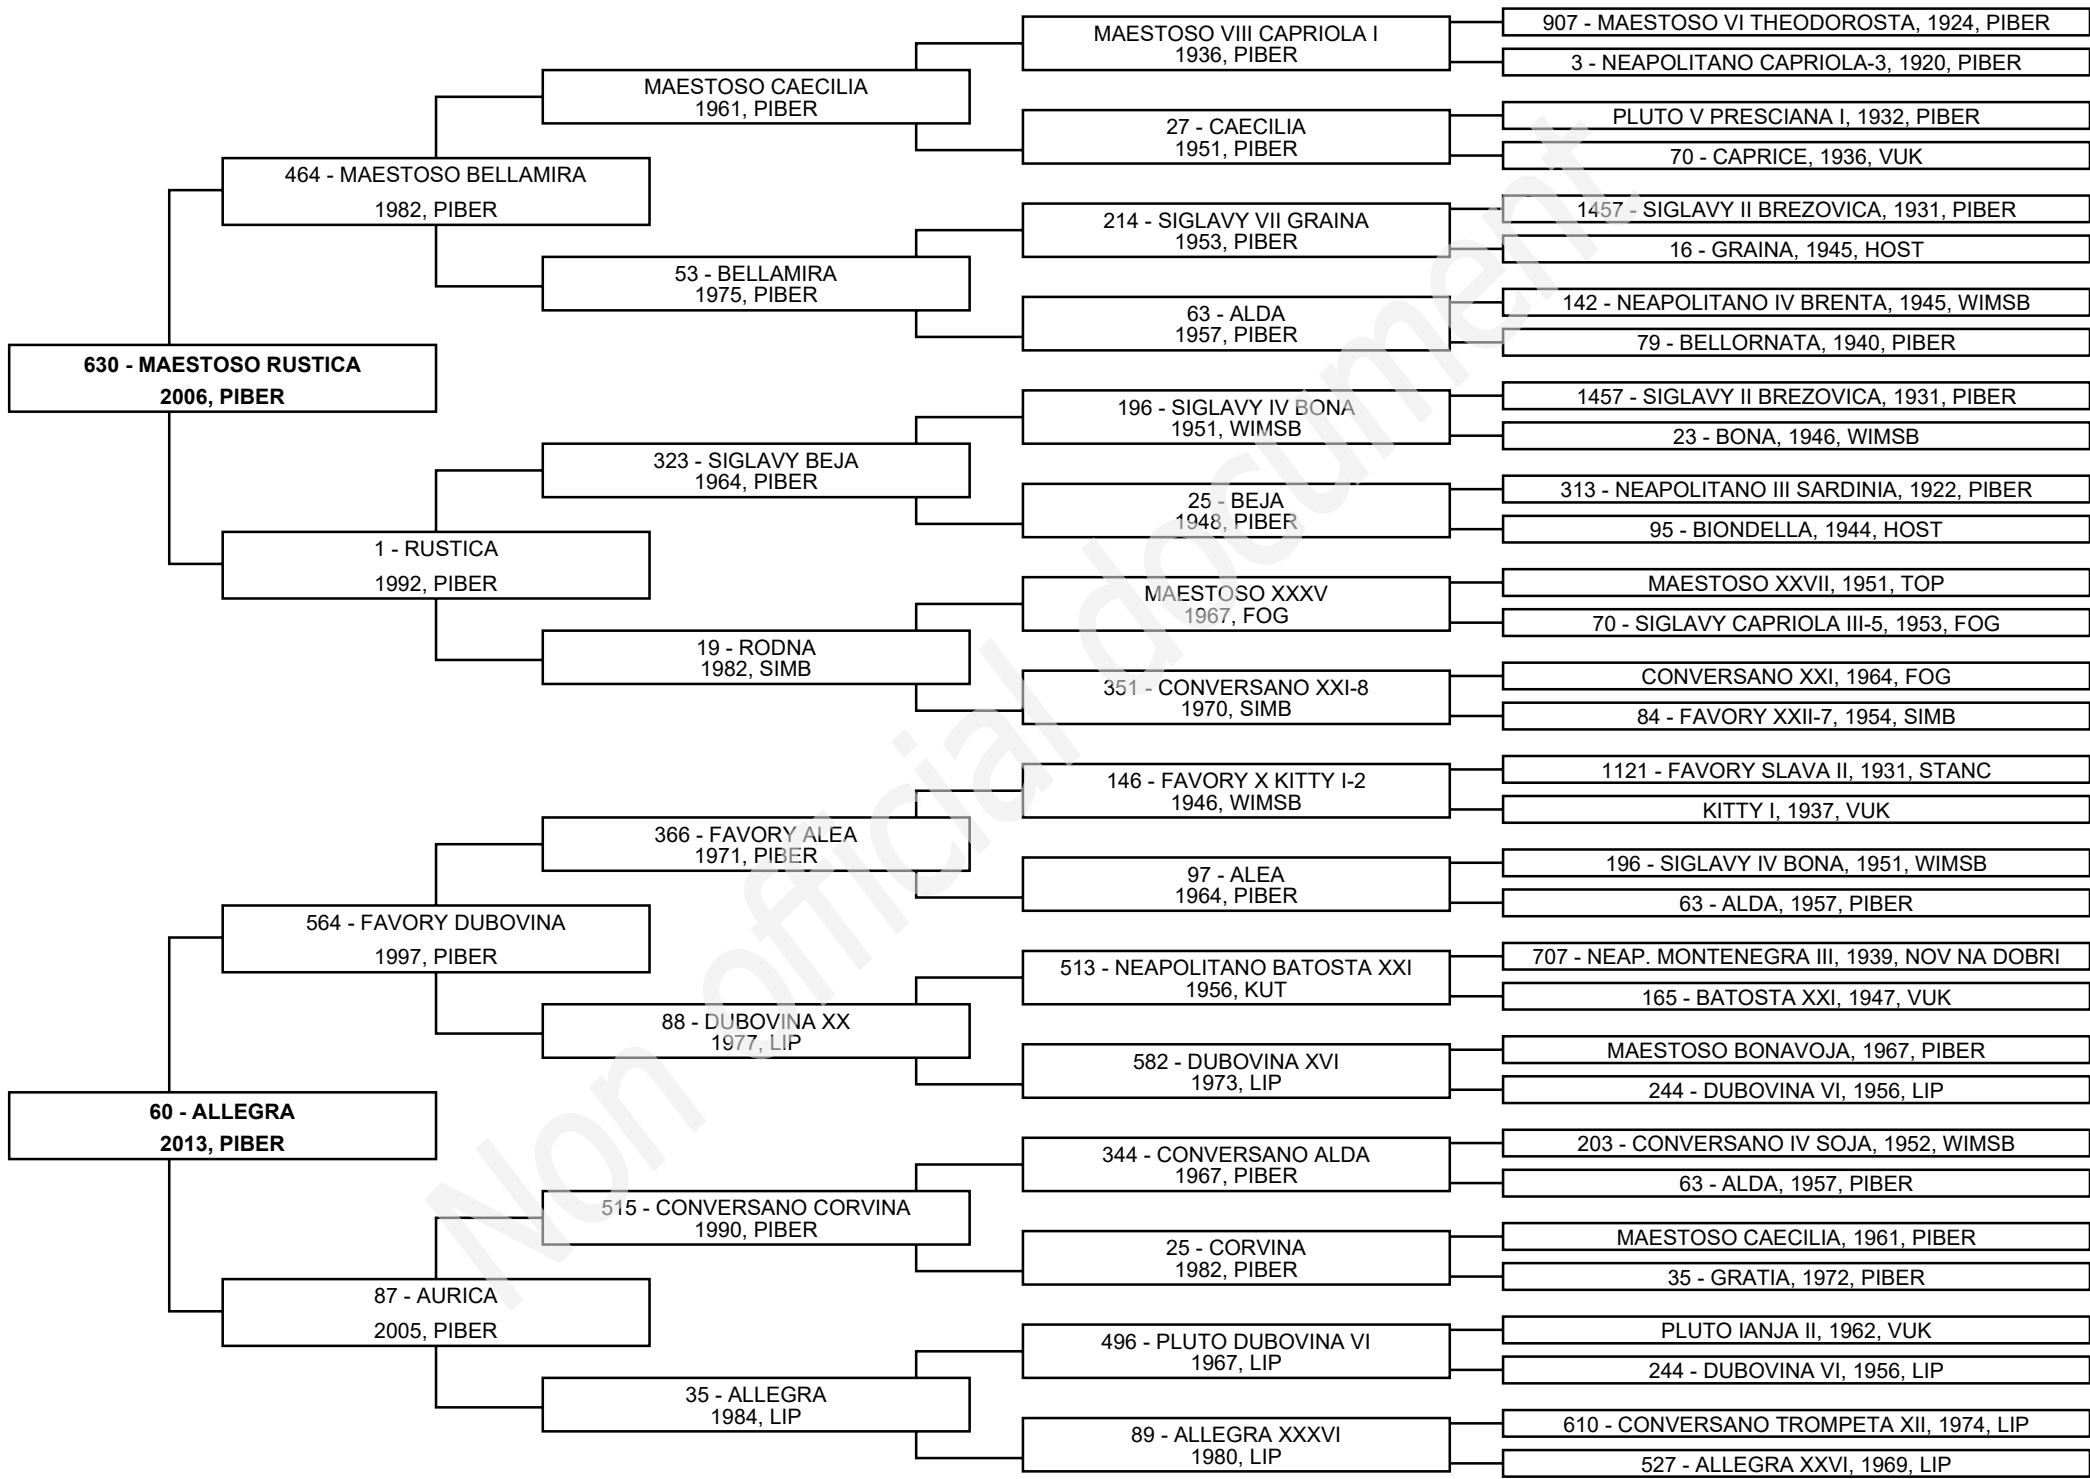 907 - MAESTOSO VI THEODOROSTA, 1924, PIBER
MAESTOSO VIII CAPRIOLA I
1936, PIBER
3 - NEAPOLITANO CAPRIOLA-3, 1920, PIBER
MAESTOSO CAECILIA
1961, PIBER
PLUTO V PRESCIANA I, 1932, PIBER
27 - CAECILIA
1951, PIBER
70 - CAPRICE, 1936, VUK
464 - MAESTOSO BELLAMIRA
1982, PIBER
1457 - SIGLAVY II BREZOVICA, 1931, PIBER
214 - SIGLAVY VII GRAINA
1953, PIBER
16 - GRAINA, 1945, HOST
53 - BELLAMIRA
1975, PIBER
142 - NEAPOLITANO IV BRENTA, 1945, WIMSB
63 - ALDA
1957, PIBER
79 - BELLORNATA, 1940, PIBER
630 - MAESTOSO RUSTICA
2006, PIBER
1457 - SIGLAVY II BREZOVICA, 1931, PIBER
196 - SIGLAVY IV BONA
1951, WIMSB
23 - BONA, 1946, WIMSB
323 - SIGLAVY BEJA
1964, PIBER
313 - NEAPOLITANO III SARDINIA, 1922, PIBER
25 - BEJA
1948, PIBER
95 - BIONDELLA, 1944, HOST
1 - RUSTICA
1992, PIBER
MAESTOSO XXVII, 1951, TOP
MAESTOSO XXXV
1967, FOG
70 - SIGLAVY CAPRIOLA III-5, 1953, FOG
19 - RODNA
1982, SIMB
CONVERSANO XXI, 1964, FOG
351 - CONVERSANO XXI-8
1970, SIMB
84 - FAVORY XXII-7, 1954, SIMB
1121 - FAVORY SLAVA II, 1931, STANC
146 - FAVORY X KITTY I-2
1946, WIMSB
KITTY I, 1937, VUK
366 - FAVORY ALEA
1971, PIBER
196 - SIGLAVY IV BONA, 1951, WIMSB
97 - ALEA
1964, PIBER
63 - ALDA, 1957, PIBER
564 - FAVORY DUBOVINA
1997, PIBER
707 - NEAP. MONTENEGRA III, 1939, NOV NA DOBRI
513 - NEAPOLITANO BATOSTA XXI
1956, KUT
165 - BATOSTA XXI, 1947, VUK
88 - DUBOVINA XX
1977, LIP
MAESTOSO BONAVOJA, 1967, PIBER
582 - DUBOVINA XVI
1973, LIP
244 - DUBOVINA VI, 1956, LIP
60 - ALLEGRA
2013, PIBER
203 - CONVERSANO IV SOJA, 1952, WIMSB
344 - CONVERSANO ALDA
1967, PIBER
63 - ALDA, 1957, PIBER
515 - CONVERSANO CORVINA
1990, PIBER
MAESTOSO CAECILIA, 1961, PIBER
25 - CORVINA
1982, PIBER
35 - GRATIA, 1972, PIBER
87 - AURICA
2005, PIBER
PLUTO IANJA II, 1962, VUK
496 - PLUTO DUBOVINA VI
1967, LIP
244 - DUBOVINA VI, 1956, LIP
35 - ALLEGRA
1984, LIP
610 - CONVERSANO TROMPETA XII, 1974, LIP
89 - ALLEGRA XXXVI
1980, LIP
527 - ALLEGRA XXVI, 1969, LIP
Non official document